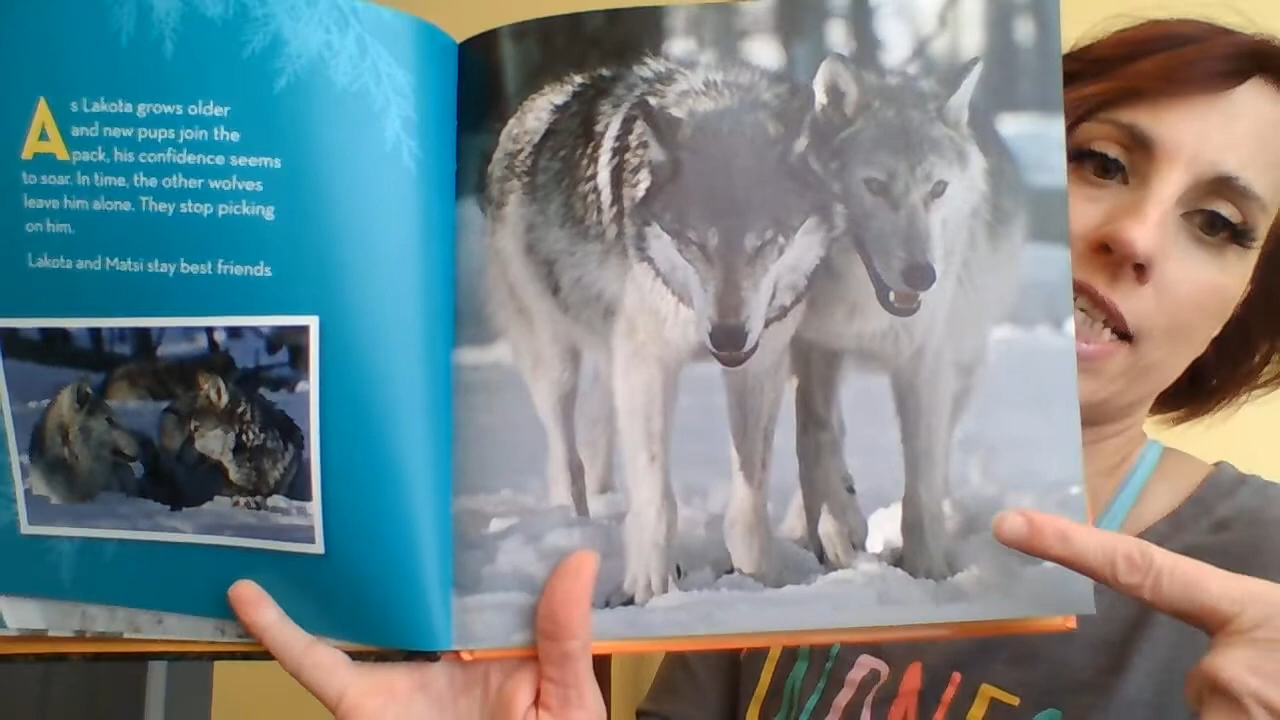 As Lakota grows older
and new pups join the
pack, his confidence seems
to soar. In time, the other wolves
leave him alone. They stop picking
on him.
Lakota and Matsi stay best friends